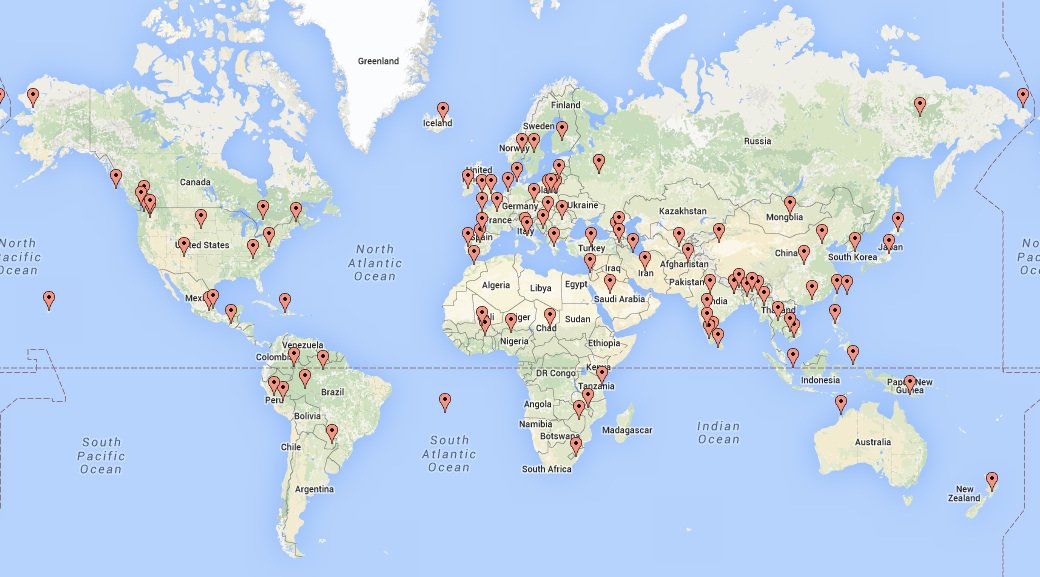 Greenland
Iceland
Finland
Sweden
Norway
Russia
Canada
United
Germany
Ukraine
France
Italy
Spain
Kazakhstan
Mongolia
North
Pacific
Ocean
United States
North
Atlantic
Ocean
Turkey
Afghanistan
China
South Korea
Japan
Iraq
Iran
Pakistan
Algeria
Libya
Egypt
Saudi Arabia
India
Mexico
Chad
Sudan
Nigeria
Ethiopia
Thailand
Venezuela
Colombia
DR Congo
Kenya
Tanzania
Indonesia
Papua New
Guinea
Peru
Brazil
Angola
Bolivia
Namibia
Botswana
Madagascar
Indian
Ocean
Australia
South
Pacific
Ocean
South
Atlantic
Ocean
Chile
South Africa
Argentina
New
Zealand